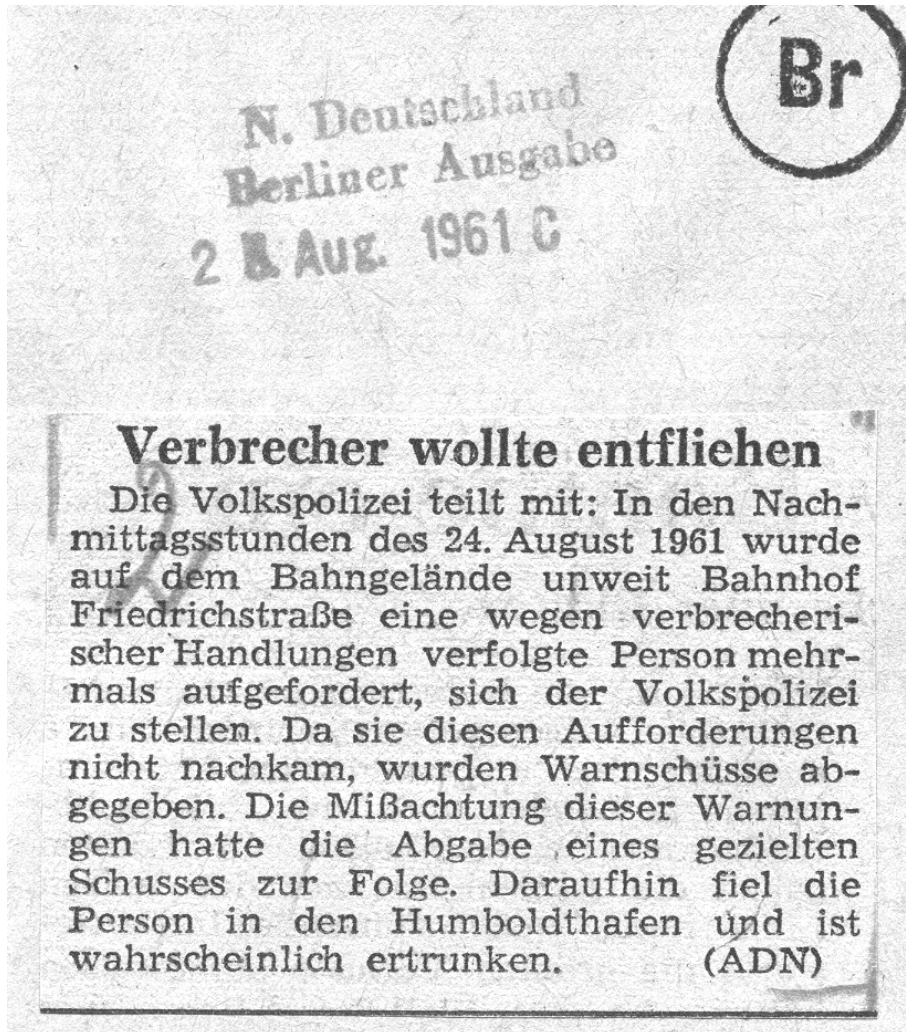 Br
N. Deutschland
Berliner Ausgabe
2 Aug. 1961 C
Verbrecher wollte entfliehen
Die Volkspolizei teilt mit: In den Nach-
mittagsstunden des 24. August 1961 wurde
auf dem Bahngelände unweit Bahnhof
Friedrichstraße eine wegen verbrecheri-
scher Handlungen verfolgte Person mehr-
mals aufgefordert, sich der Volkspolizei
zu stellen. Da sie diesen Aufforderungen
nicht nachkam, wurden Warnschüsse ab-
gegeben. Die Mißachtung dieser Warnun-
gen hatte die Abgabe eines gezielten
Schusses zur Folge. Daraufhin fiel die
Person in den Humboldthafen und ist
wahrscheinlich ertrunken. (ADN)